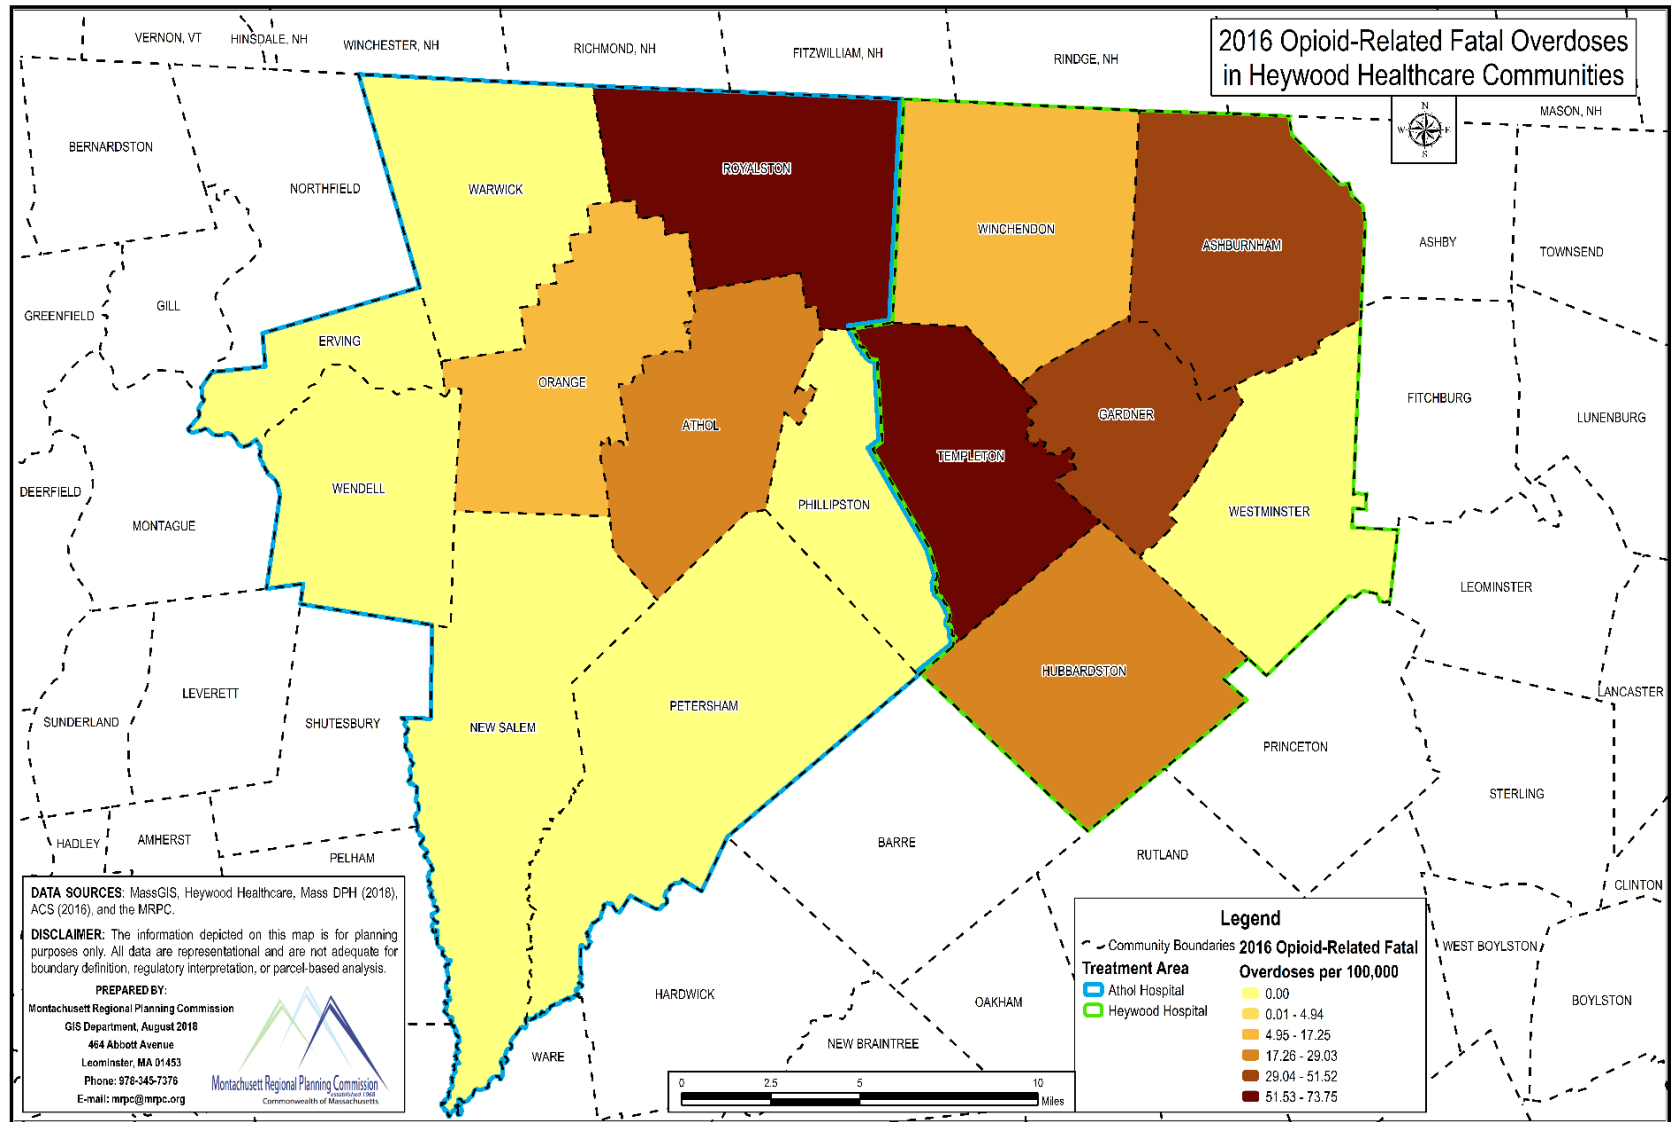 2016 Opioid-Related Fatal Overdoses
in Heywood Healthcare Communities
VERNON, VT
HINSDALE, NH
WINCHESTER, NH
RICHMOND, NH
FITZWILLIAM, NH
RINDGE, NH
MASON, NH
N
W
E
S
BERNARDSTON
NORTHFIELD
WARWICK
ROYALSTON
WINCHENDON
ASHBURNHAM
ASHBY
TOWNSEND
GREENFIELD
GILL
ERVING
ORANGE
ATHOL
GARDNER
FITCHBURG
LUNENBURG
TEMPLETON
DEERFIELD
MONTAGUE
WENDELL
PHILLIPSTON
WESTMINSTER
LEOMINSTER
HUBBARDSTON
LANCASTER
SUNDERLAND
LEVERETT
SHUTESBURY
NEW SALEM
PETERSHAM
PRINCETON
STERLING
HADLEY
AMHERST
PELHAM
BARRE
RUTLAND
CLINTON
WEST BOYLSTON
BOYLSTON
HARDWICK
OAKHAM
NEW BRAINTREE
WARE
DATA SOURCES: MassGIS, Heywood Healthcare, Mass DPH (2018),
ACS (2016), and the MRPC.
DISCLAIMER: The information depicted on this map is for planning
purposes only. All data are representational and are not adequate for
boundary definition, regulatory interpretation, or parcel-based analysis.
PREPARED BY:
Montachusett Regional Planning Commission
GIS Department, August 2018
464 Abbott Avenue
Leominster, MA 01453
Phone: 978-345-7376
E-mail: mrpc@mrpc.org
Montachusett Regional Planning Commission
established 1968
Commonwealth of Massachusetts
0 2.5 5 10
Miles
Legend
Community Boundaries
Treatment Area
Athol Hospital
Heywood Hospital
2016 Opioid-Related Fatal
Overdoses per 100,000
0.00
0.01 - 4.94
4.95 - 17.25
17.26 - 29.03
29.04 - 51.52
51.53 - 73.75